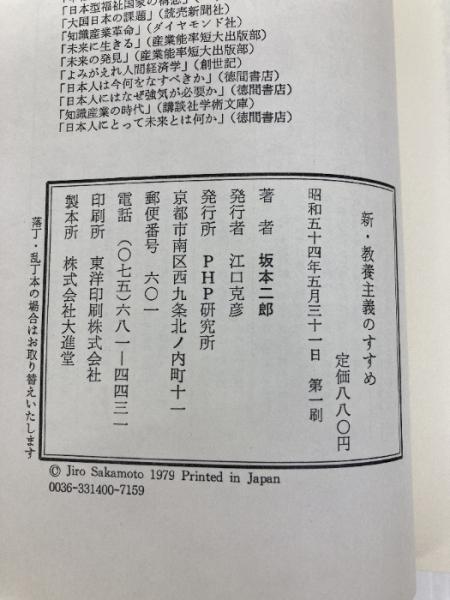 「日本型福祉国家の構想」
「大国日本の課題」(読売新聞社)
「知識産業革命」(ダイヤモンド社)
「未来に生きる」(産業能率短大出版部)
「未来の発見」(産業能率短大出版部)
「よみがえれ人間経済学」(創世記)
「日本人は今何をなすべきか」(徳間書店)
「日本人にはなぜ強気が必要か」(徳間書店)
「知識産業の時代」(講談社学術文庫)
「日本人にとって未来とは何か」(徳間書店)
新・教養主義のすすめ
定価八八〇円
昭和五十四年五月三十一日 第一刷
著者 坂本二郎
発行者 江口克彦
発行所 PHP研究所
京都市南区西九条北ノ内町十一
郵便番号 六〇一
電話 (〇七五)六八一―四四三一
印刷所 東洋印刷株式会社
製本所 株式会社大進堂
落丁・乱丁本の場合はお取り替えいたします
© Jiro Sakamoto 1979 Printed in Japan
0036-331400-7159